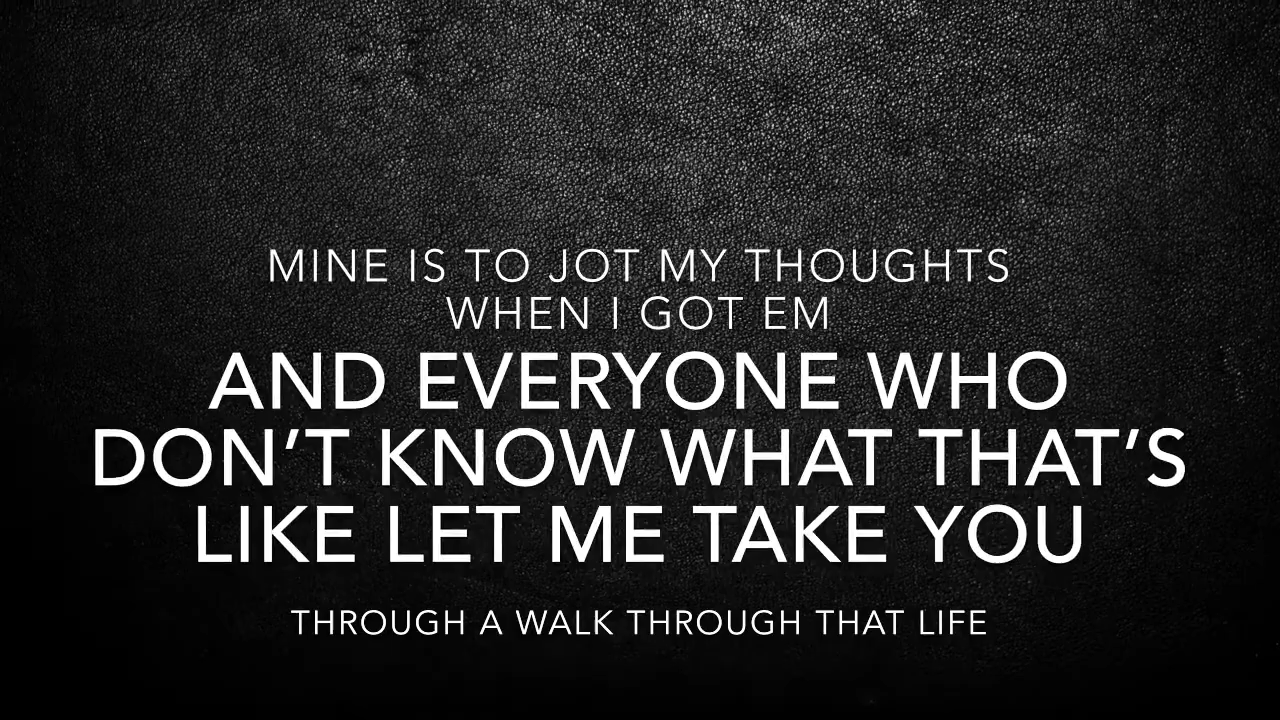 MINE IS TO JOT MY THOUGHTS
WHEN I GOT EM
AND EVERYONE WHO
DON’T KNOW WHAT THAT’S
LIKE LET ME TAKE YOU
THROUGH A WALK THROUGH THAT LIFE